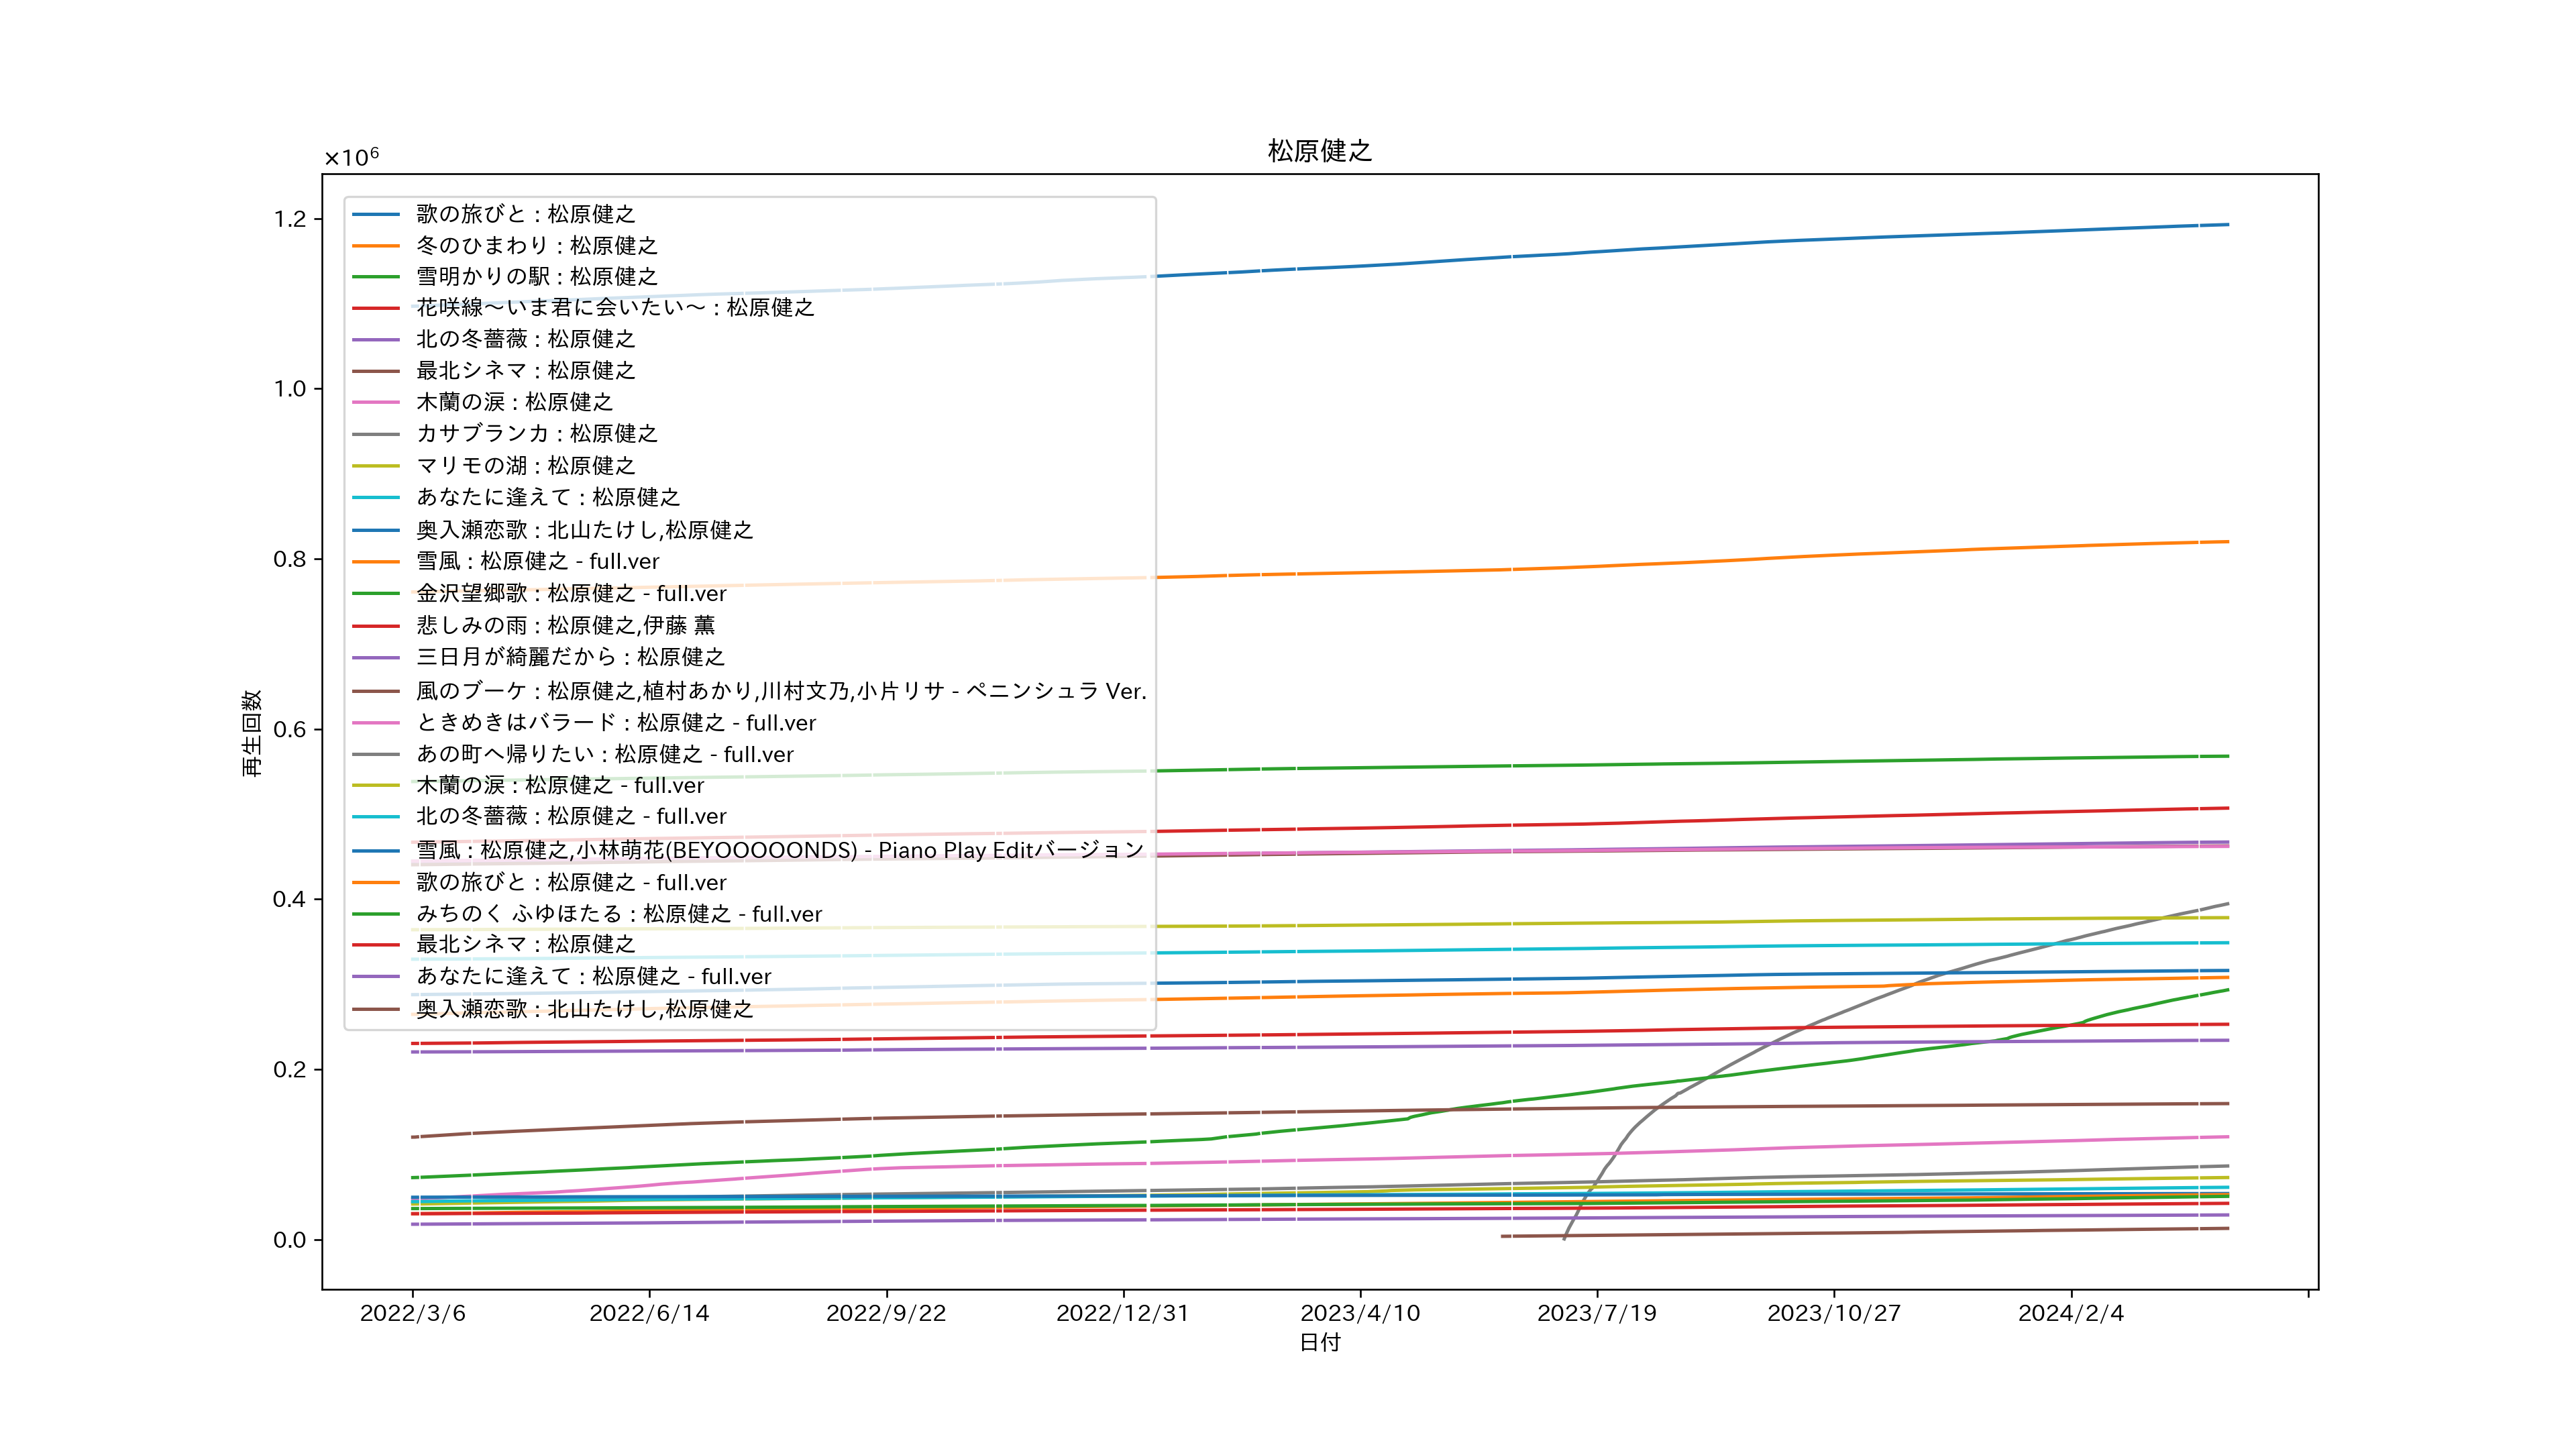 松原健之
×10⁶
1.2
1.0
0.8
0.6
0.4
0.2
0.0
再生回数
歌の旅びと : 松原健之
冬のひまわり : 松原健之
雪明かりの駅 : 松原健之
花咲線～いま君に会いたい～ : 松原健之
北の冬薔薇 : 松原健之
最北シネマ : 松原健之
木蘭の涙 : 松原健之
カサブランカ : 松原健之
マリモの湖 : 松原健之
あなたに逢えて : 松原健之
奥入瀬恋歌 : 北山たけし,松原健之
雪風 : 松原健之 - full.ver
金沢望郷歌 : 松原健之 - full.ver
悲しみの雨 : 松原健之,伊藤 薫
三日月が綺麗だから : 松原健之
風のブーケ : 松原健之,植村あかり,川村文乃,小片リサ - ペニンシュラ Ver.
ときめきはバラード : 松原健之 - full.ver
あの町へ帰りたい : 松原健之 - full.ver
木蘭の涙 : 松原健之 - full.ver
北の冬薔薇 : 松原健之 - full.ver
雪風 : 松原健之,小林萌花(BEYOOOOONDS) - Piano Play Editバージョン
歌の旅びと : 松原健之 - full.ver
みちのく ふゆほたる : 松原健之 - full.ver
最北シネマ : 松原健之
あなたに逢えて : 松原健之 - full.ver
奥入瀬恋歌 : 北山たけし,松原健之
2022/3/6
2022/6/14
2022/9/22
2022/12/31
2023/4/10
2023/7/19
2023/10/27
2024/2/4
日付